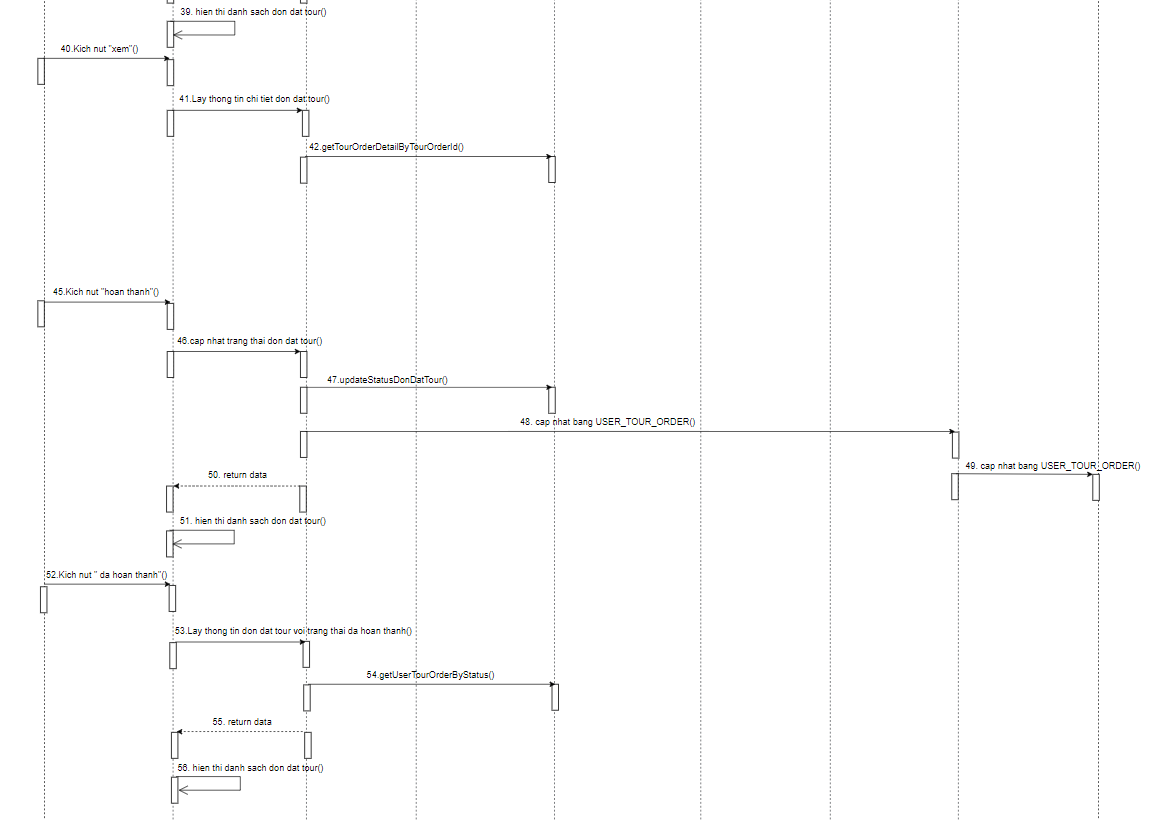 39. hien thi danh sach don dat tour()
40.Kich nut "xem"()
41.Lay thong tin chi tiet don dat tour()
42.getTourOrderDetailByTourOrderId()
45.Kich nut "hoan thanh"()
46.cap nhat trang thai don dat tour()
47.updateStatusDonDatTour()
48. cap nhat bang USER_TOUR_ORDER()
49. cap nhat bang USER_TOUR_ORDER()
50. return data
51. hien thi danh sach don dat tour()
52.Kich nut " da hoan thanh"()
53.Lay thong tin don dat tour voi trang thai da hoan thanh()
54.getUserTourOrderByStatus()
55. return data
56. hien thi danh sach don dat tour()